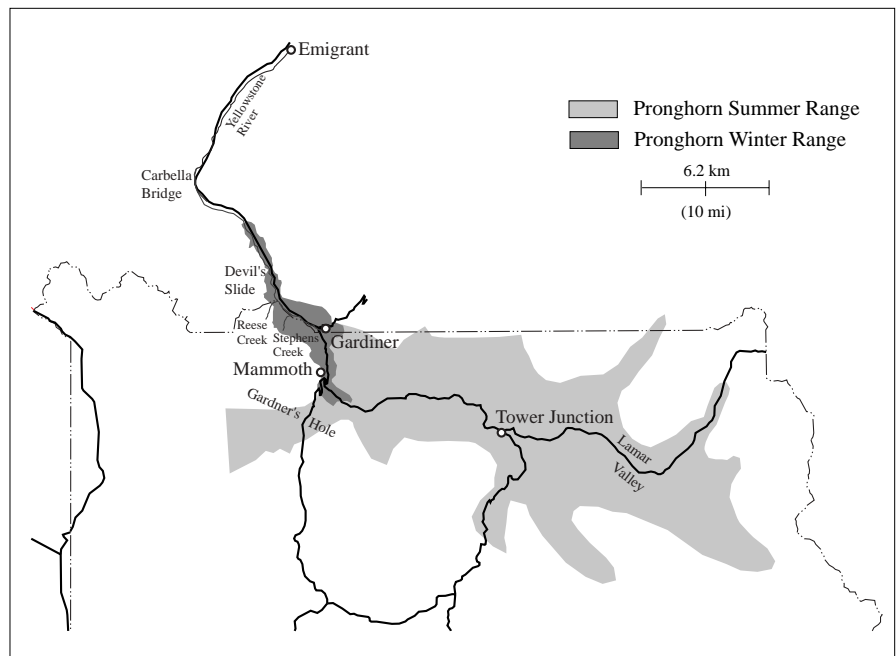 Emigrant
Yellowstone
River
Pronghorn Summer Range
Pronghorn Winter Range
6.2 km
(10 mi)
Carbella
Bridge
Devil's
Slide
Reese
Creek
Stephens
Creek
Gardiner
Mammoth
Gardner's Hole
Tower Junction
Lamar
Valley